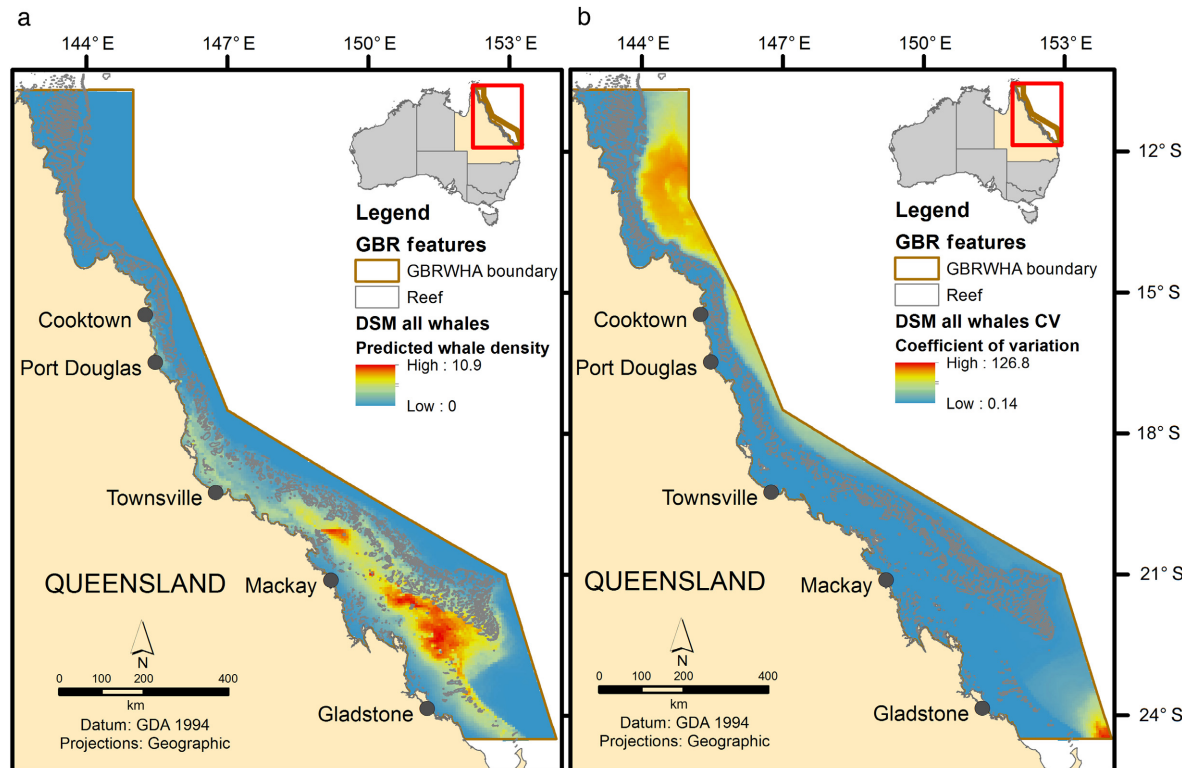 a
144° E 147° E 150° E 153° E
Legend
GBR features
GBRWHA boundary
Reef
DSM all whales
Predicted whale density
High : 10.9
Low : 0
Cooktown
Port Douglas
Townsville
Mackay
Gladstone
QUEENSLAND
N
0 100 200 400
km
Datum: GDA 1994
Projections: Geographic
b
144° E 147° E 150° E 153° E
12° S
15° S
18° S
21° S
24° S
Legend
GBR features
GBRWHA boundary
Reef
DSM all whales CV
Coefficient of variation
High : 126.8
Low : 0.14
Cooktown
Port Douglas
Townsville
Mackay
Gladstone
QUEENSLAND
N
0 100 200 400
km
Datum: GDA 1994
Projections: Geographic